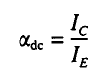 α_dc = I_C / I_E